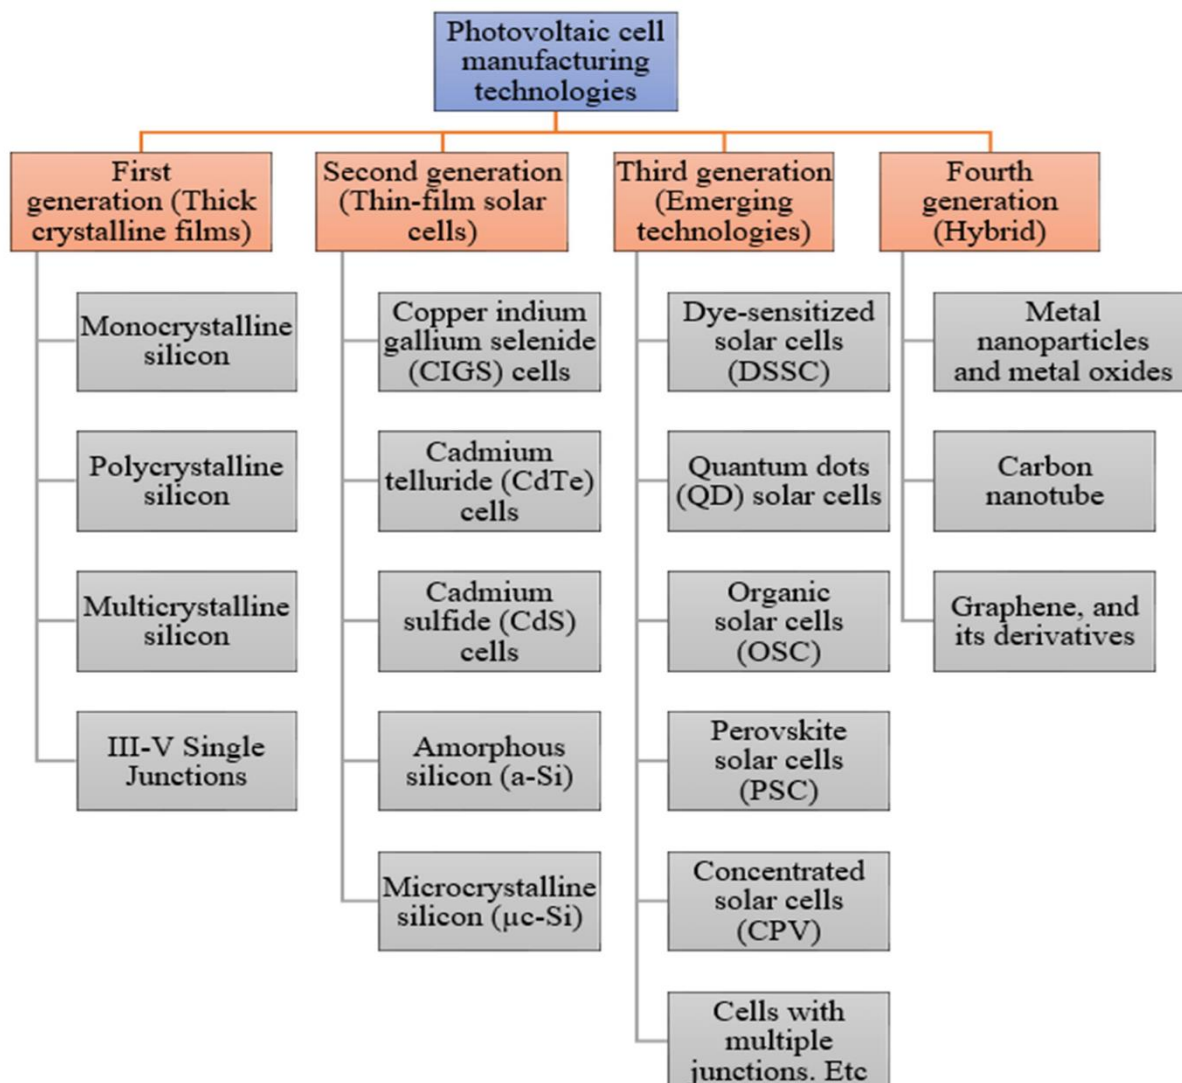 Photovoltaic cell
manufacturing
technologies
First
generation (Thick
crystalline films)
Monocrystalline
silicon
Polycrystalline
silicon
Multicrystalline
silicon
III-V Single
Junctions
Second generation
(Thin-film solar
cells)
Copper indium
gallium selenide
(CIGS) cells
Cadmium
telluride (CdTe)
cells
Cadmium
sulfide (CdS)
cells
Amorphous
silicon (a-Si)
Microcrystalline
silicon (µc-Si)
Third generation
(Emerging
technologies)
Dye-sensitized
solar cells
(DSSC)
Quantum dots
(QD) solar cells
Organic
solar cells
(OSC)
Perovskite
solar cells
(PSC)
Concentrated
solar cells
(CPV)
Cells with
multiple
junctions. Etc
Fourth
generation
(Hybrid)
Metal
nanoparticles
and metal oxides
Carbon
nanotube
Graphene, and
its derivatives